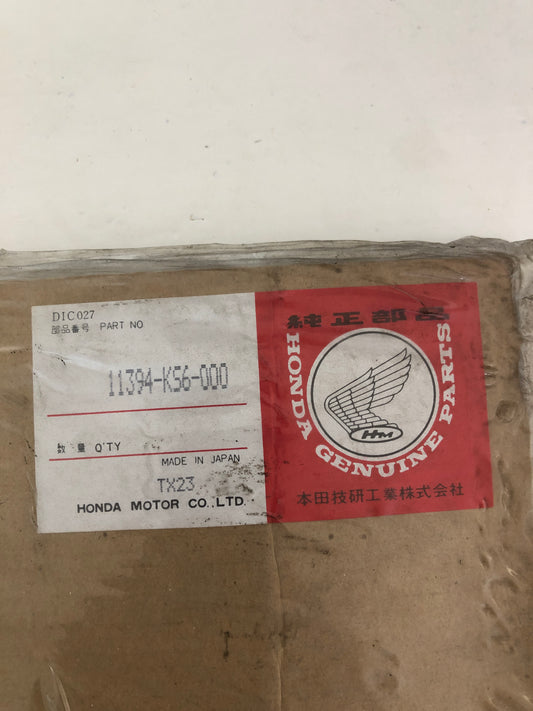 DIC027
部品番号 PART NO
11394-KS6-000
数量 Q'TY
MADE IN JAPAN
TX23
HONDA MOTOR CO.,LTD.
純正部品
HONDA GENUINE PARTS
HM
本田技研工業株式会社